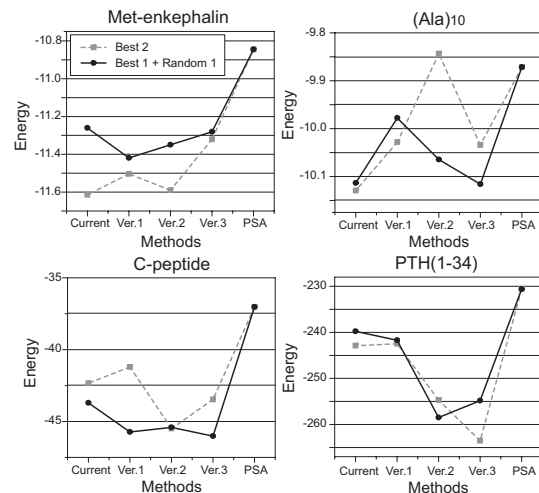 Met-enkephalin
-10.8
-11.0
-11.2
-11.4
-11.6
Energy
Best 2
Best 1 + Random 1
Current Ver.1 Ver.2 Ver.3 PSA
Methods
(Ala)10
-9.8
-9.9
-10.0
-10.1
Energy
Current Ver.1 Ver.2 Ver.3 PSA
Methods
C-peptide
-35
-40
-45
Energy
Current Ver.1 Ver.2 Ver.3 PSA
Methods
PTH(1-34)
-230
-240
-250
-260
Energy
Current Ver.1 Ver.2 Ver.3 PSA
Methods